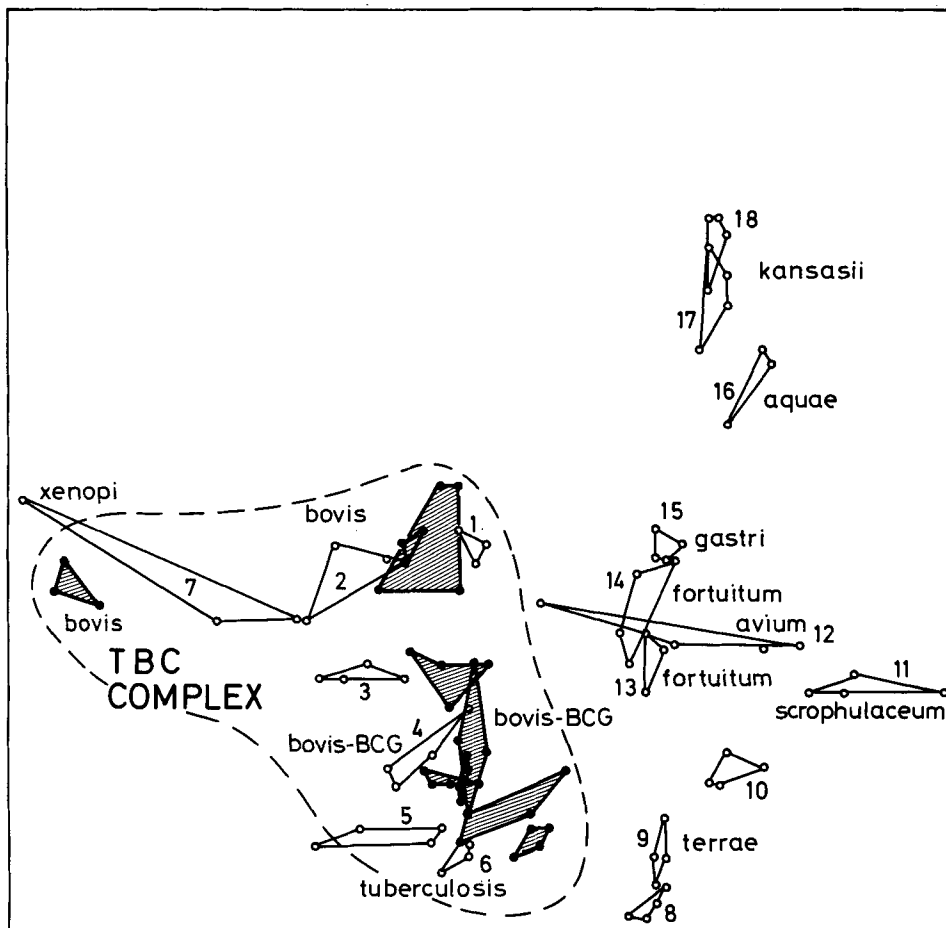 18
kansasii
17
16
aquae
xenopi
bovis
1
15
gastri
7
2
14
fortuitum
bovis
avium
12
TBC
COMPLEX
3
13
fortuitum
11
scrophulaceum
4
bovis-BCG
bovis-BCG
10
5
9
terrae
6
tuberculosis
8